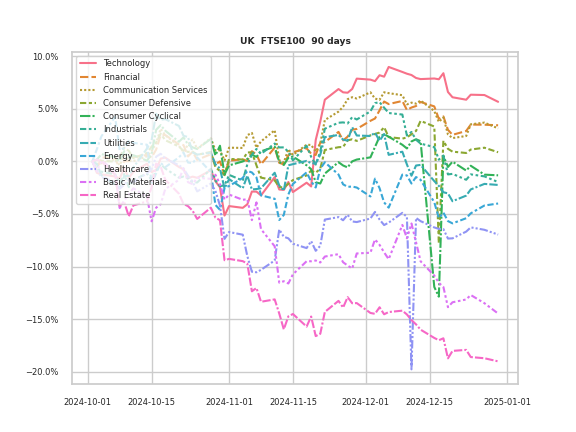 UK FTSE100 90 days
10.0%
5.0%
0.0%
−5.0%
−10.0%
−15.0%
−20.0%
Technology
Financial
Communication Services
Consumer Defensive
Consumer Cyclical
Industrials
Utilities
Energy
Healthcare
Basic Materials
Real Estate
2024-10-01 2024-10-15 2024-11-01 2024-11-15 2024-12-01 2024-12-15 2025-01-01